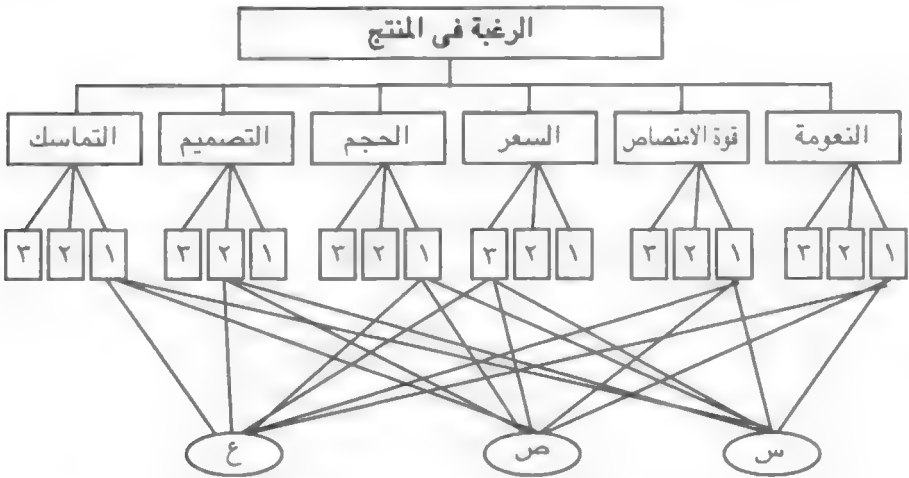 الرغبة فى المنتج
النعومة قوة الامتصاص السعر الحجم التصميم التماسك
١ ٢ ٣ ١ ٢ ٣ ١ ٢ ٣ ١ ٢ ٣ ١ ٢ ٣ ١ ٢ ٣
س ص ع